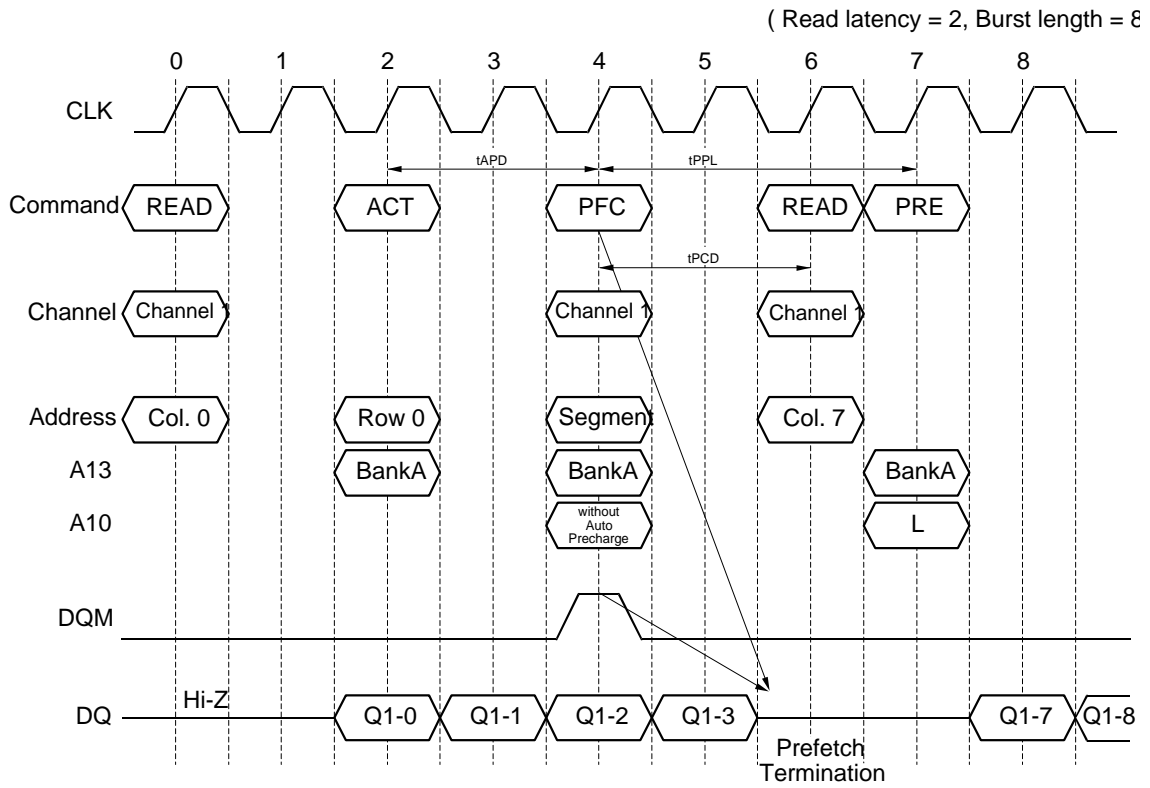 ( Read latency = 2, Burst length = 8
0 1 2 3 4 5 6 7 8
CLK
tAPD tPPL
Command READ ACT PFC READ PRE
tPCD
Channel Channel 1 Channel 1 Channel 1
Address Col. 0 Row 0 Segment Col. 7
A13 BankA BankA BankA
A10 without Auto Precharge L
DQM
Hi-Z
DQ Q1-0 Q1-1 Q1-2 Q1-3 Q1-7 Q1-8
Prefetch
Termination